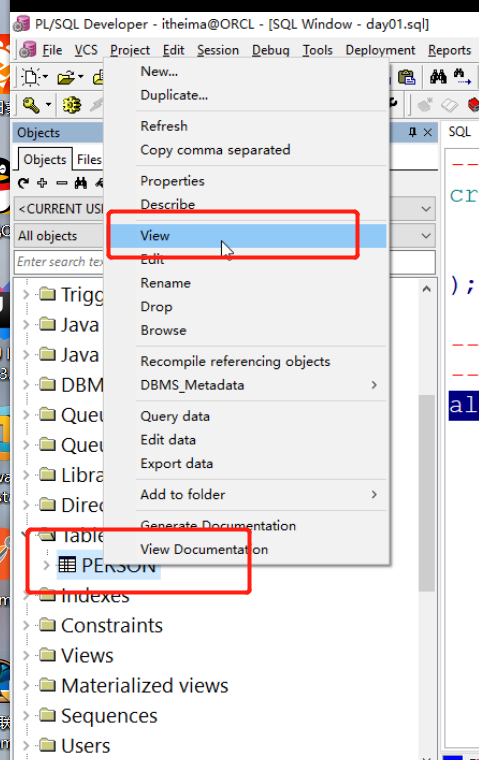 PL/SQL Developer - itheima@ORCL - [SQL Window - day01.sql]
File VCS Project Edit Session Debug Tools Deployment Reports
New...
Duplicate...
Refresh
Copy comma separated
Properties
Describe
View
Edit
Rename
Drop
Browse
Recompile referencing objects
DBMS_Metadata
Query data
Edit data
Export data
Add to folder
Generate Documentation
View Documentation
Objects
SQL
Objects Files
<CURRENT US
All objects
Enter search te
Trigg
Java
Java
DBM
Queu
Queu
Libra
Direc
Table
PERSON
Indexes
Constraints
Views
Materialized views
Sequences
Users
--
cr
);
--
--
al